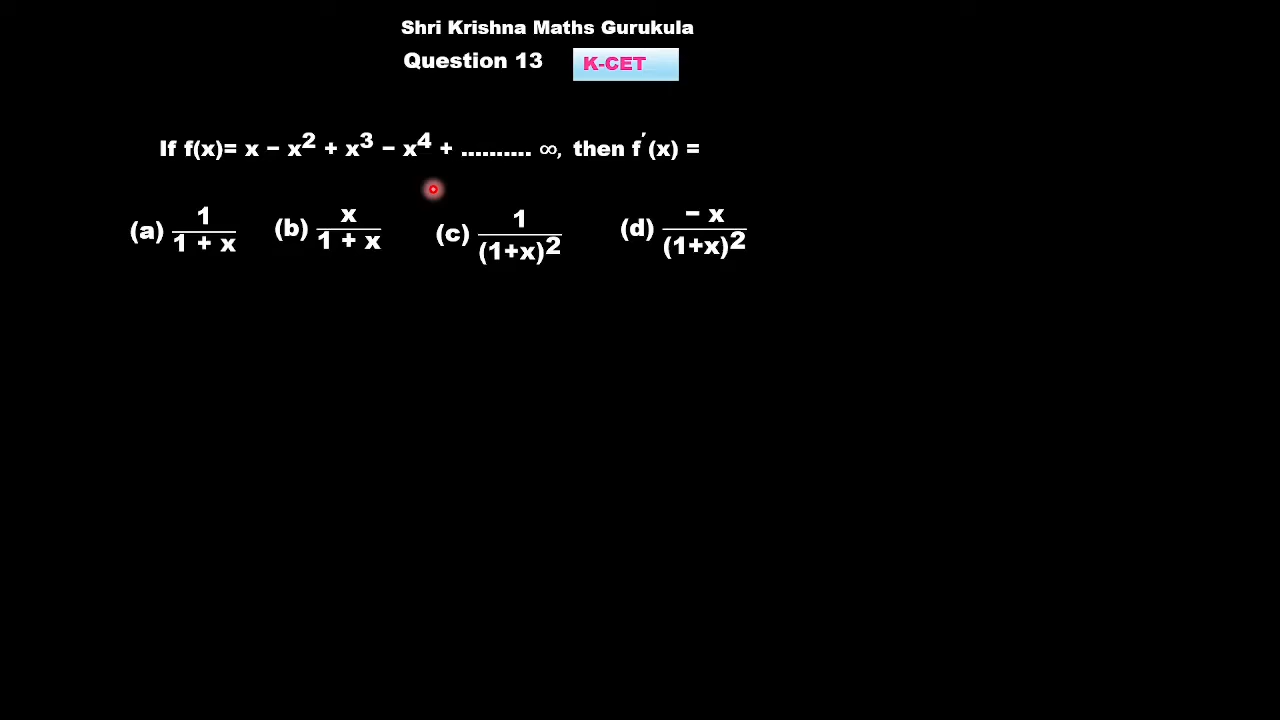 Shri Krishna Maths Gurukula
Question 13 K-CET
If f(x)= x − x² + x³ − x⁴ + .......... ∞, then f′(x) =
(a) 1/(1 + x) (b) x/(1 + x) (c) 1/(1+x)² (d) − x/(1+x)²